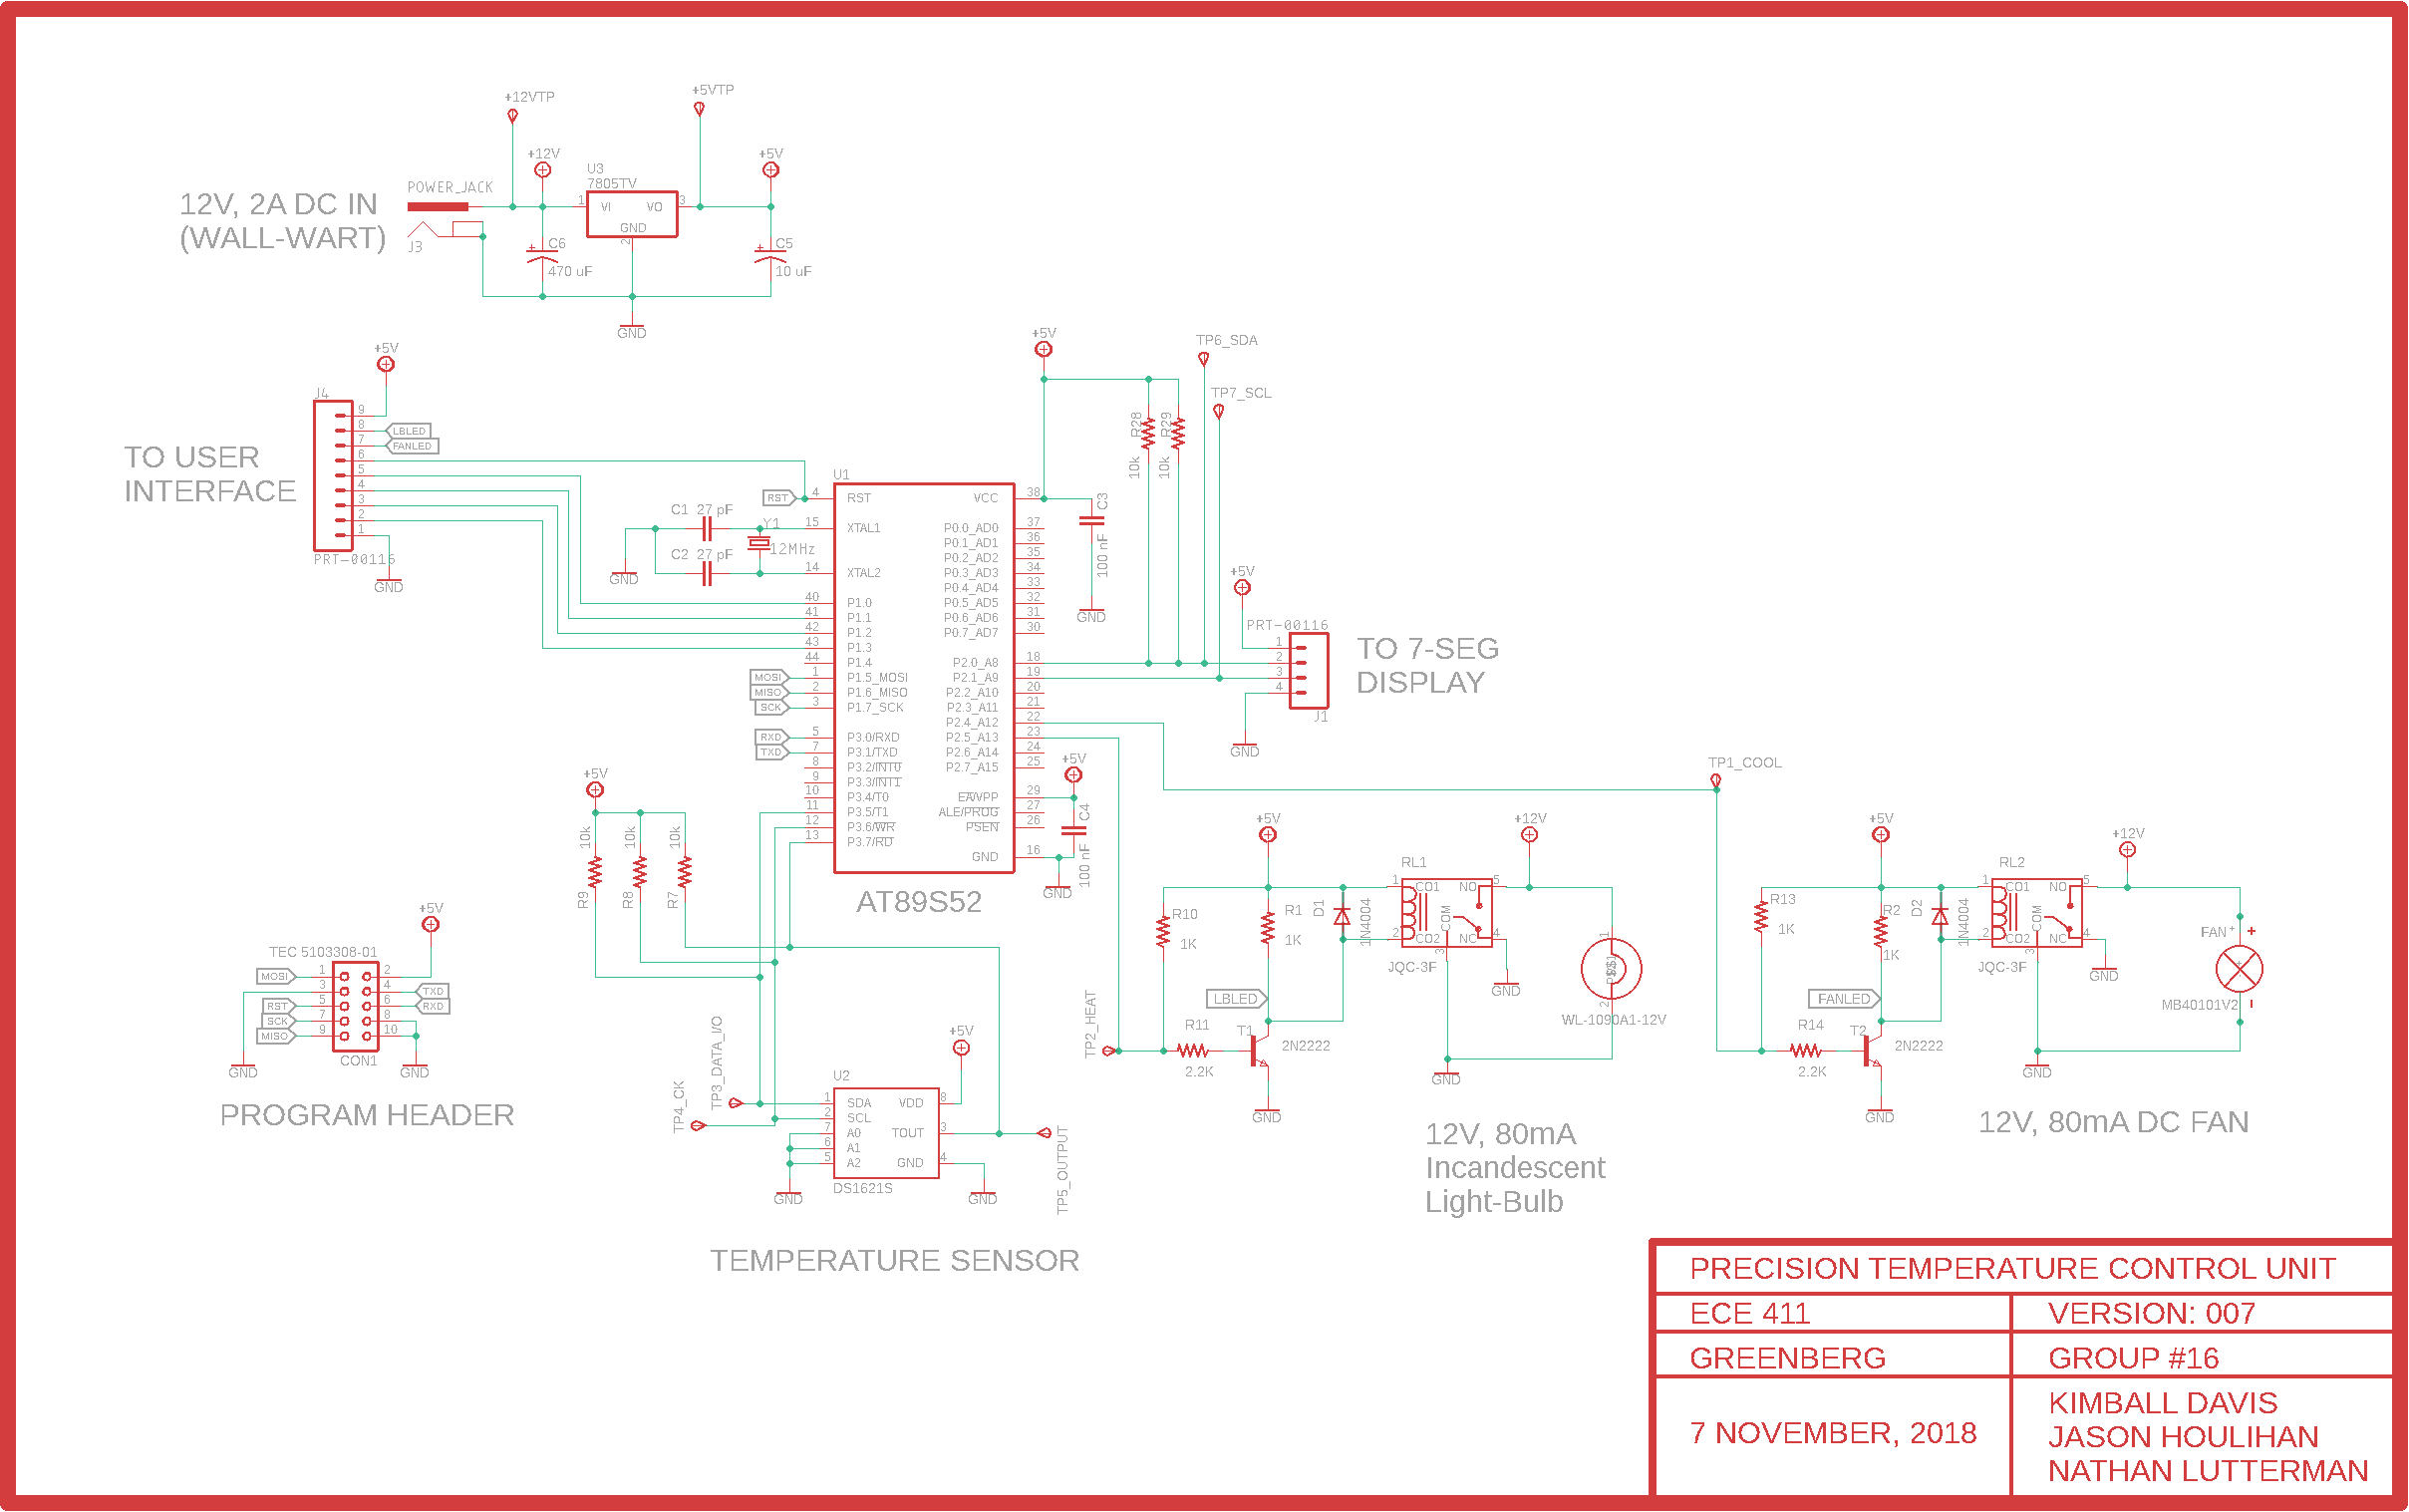 +12VTP
+5VTP
+12V
+5V
U3
7805TV
POWER_JACK
12V, 2A DC IN
(WALL-WART)
J3
1
VI
VO
3
GND
2
C6
470 uF
C5
10 uF
GND
+5V
J4
9
8
7
6
5
4
3
2
1
LBLED
FANLED
TO USER
INTERFACE
PRT-00116
GND
+5V
TP6_SDA
TP7_SCL
R28
10k
R29
10k
C3
100 nF
GND
C1 27 pF
C2 27 pF
Y1
12MHz
GND
U1
RST
4 RST
15 XTAL1
14 XTAL2
40 P1.0
41 P1.1
42 P1.2
43 P1.3
44 P1.4
MOSI 1 P1.5_MOSI
MISO 2 P1.6_MISO
SCK 3 P1.7_SCK
RXD 5 P3.0/RXD
TXD 7 P3.1/TXD
8 P3.2/INT0
9 P3.3/INT1
10 P3.4/T0
11 P3.5/T1
12 P3.6/WR
13 P3.7/RD
VCC 38
P0.0_AD0 37
P0.1_AD1 36
P0.2_AD2 35
P0.3_AD3 34
P0.4_AD4 33
P0.5_AD5 32
P0.6_AD6 31
P0.7_AD7 30
P2.0_A8 18
P2.1_A9 19
P2.2_A10 20
P2.3_A11 21
P2.4_A12 22
P2.5_A13 23
P2.6_A14 24
P2.7_A15 25
EA/VPP 29
ALE/PROG 27
PSEN 26
GND 16
AT89S52
+5V
C4
100 nF
GND
+5V
PRT-00116
1
2
3
4
J1
GND
TO 7-SEG
DISPLAY
+5V
10k
10k
10k
R9
R8
R7
+5V
TEC 5103308-01
MOSI 1 2
3 4 TXD
RST 5 6 RXD
SCK 7 8
MISO 9 10
GND
CON1
GND
PROGRAM HEADER
TP3_DATA_I/O
TP4_CK
+5V
U2
1 SDA
2 SCL
7 A0
6 A1
5 A2
VDD 8
TOUT 3
GND 4
DS1621S
GND
GND
TP5_OUTPUT
TEMPERATURE SENSOR
TP2_HEAT
+5V
R10
1K
R1
1K
D1
1N4004
RL1
1 CO1
2 CO2
NO 5
COM
NC 4
3
JQC-3F
+12V
GND
1
2
WL-1090A1-12V
LBLED
R11
2.2K
T1
2N2222
GND
GND
12V, 80mA
Incandescent
Light-Bulb
TP1_COOL
+5V
R13
1K
R2
1K
D2
1N4004
RL2
1 CO1
2 CO2
NO 5
COM
NC 4
3
JQC-3F
+12V
GND
FAN+
+
-
MB40101V2
FANLED
R14
2.2K
T2
2N2222
GND
GND
12V, 80mA DC FAN
PRECISION TEMPERATURE CONTROL UNIT
ECE 411
VERSION: 007
GREENBERG
GROUP #16
7 NOVEMBER, 2018
KIMBALL DAVIS
JASON HOULIHAN
NATHAN LUTTERMAN